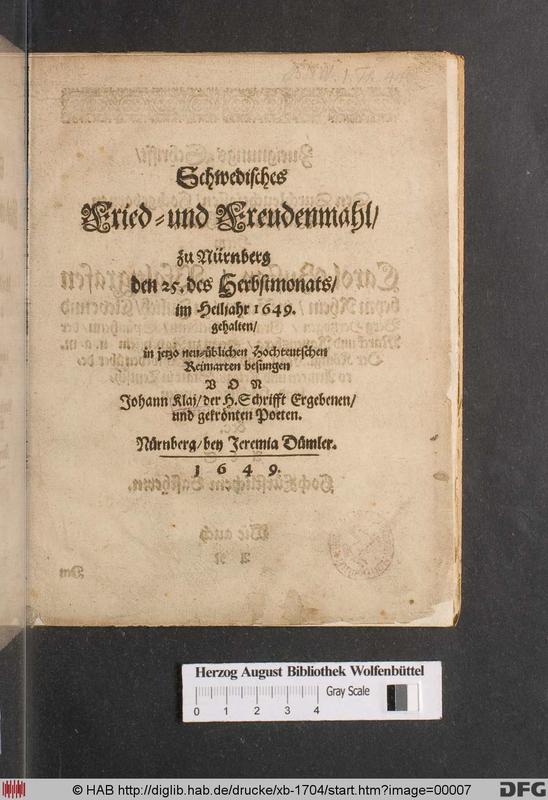 Schwedisches
Fried- und Freudenmahl/
zu Nürnberg
den 25. des Herbstmonats/
im Heiljahr 1649.
gehalten/
in jetzo neu-üblichen Hochteutschen
Reimarten besungen
VON
Johann Klaj/ der H. Schrifft Ergebenen/
und gekrönten Poeten.
Nürnberg/ bey Jeremia Dümler.
1649.
Herzog August Bibliothek Wolfenbüttel
Gray Scale
0 1 2 3 4
© HAB http://diglib.hab.de/drucke/xb-1704/start.htm?image=00007
DFG